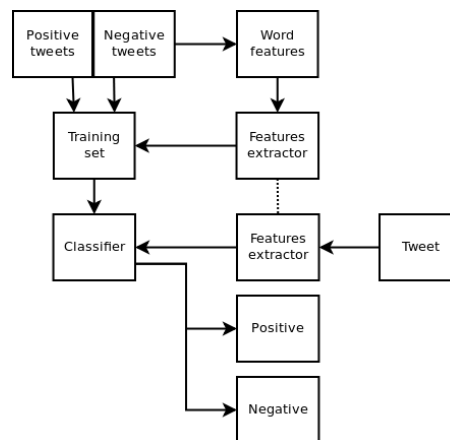 Positive
tweets
Negative
tweets
Word
features
Training
set
Features
extractor
Classifier
Features
extractor
Tweet
Positive
Negative